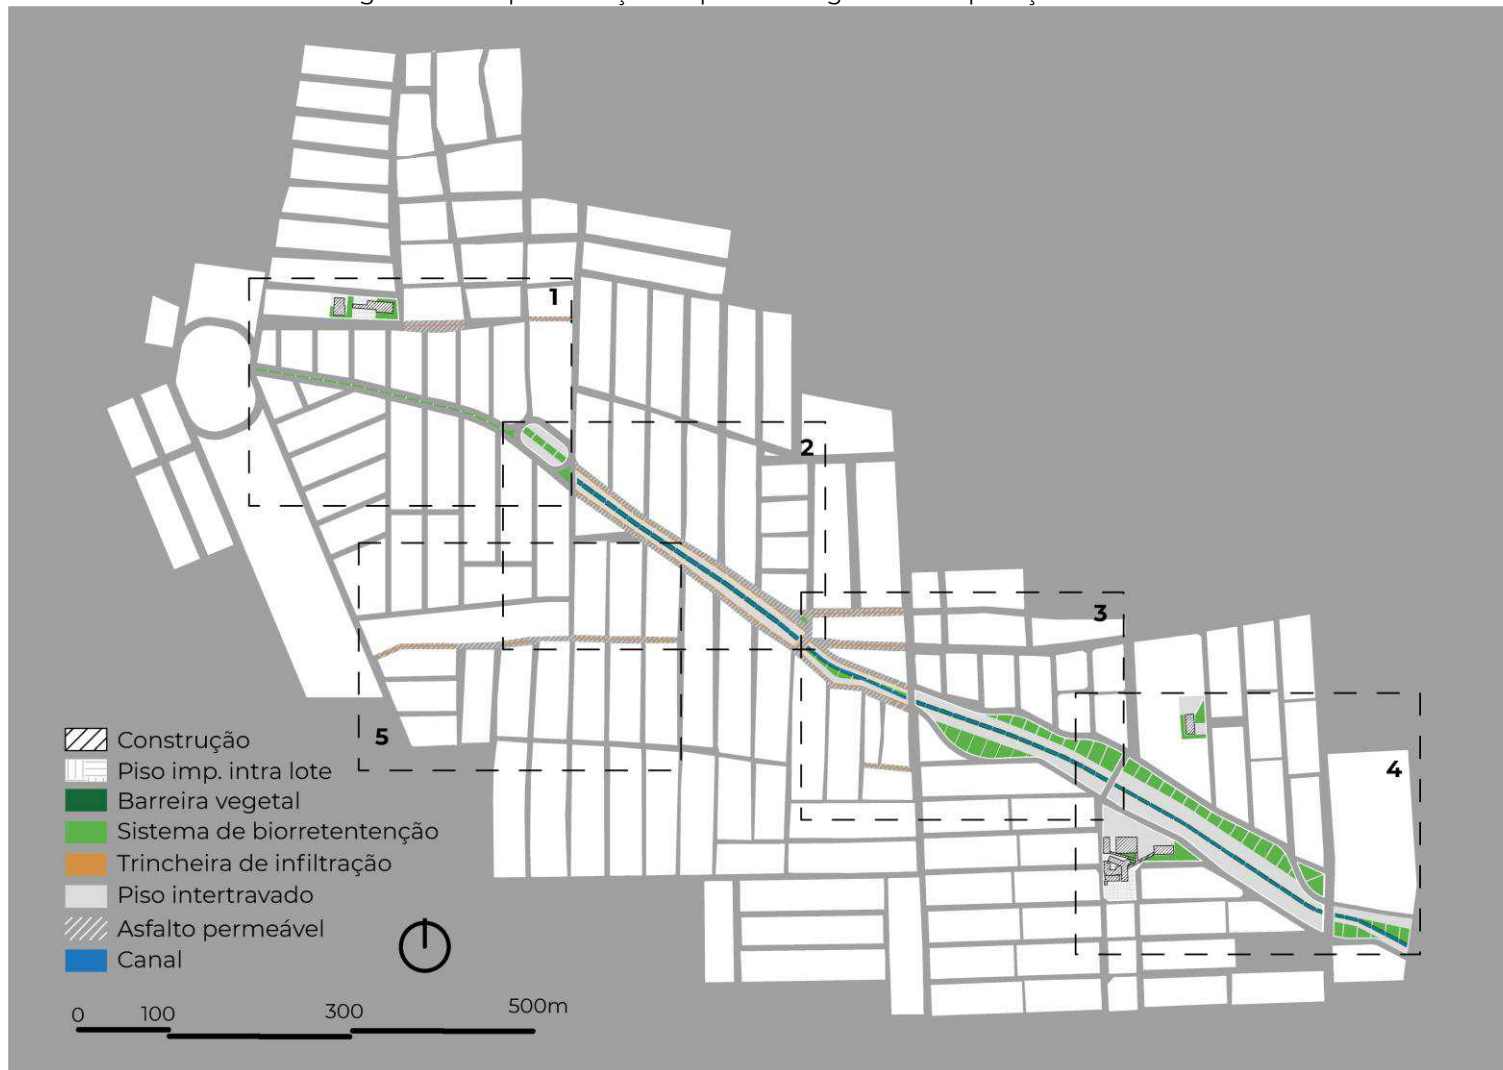 1
2
3
4
5
Construção
Piso imp. intra lote
Barreira vegetal
Sistema de biorretentenção
Trincheira de infiltração
Piso intertravado
Asfalto permeável
Canal
0 100 300 500m